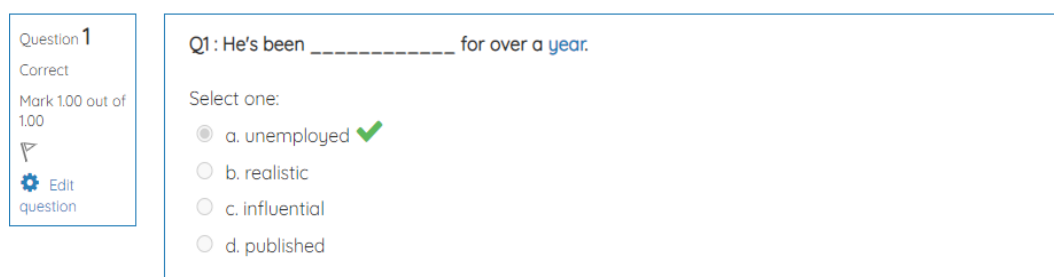 Question 1
Correct
Mark 1.00 out of
1.00
Edit
question
Q1 : He's been ____________ for over a year.
Select one:
a. unemployed
b. realistic
c. influential
d. published